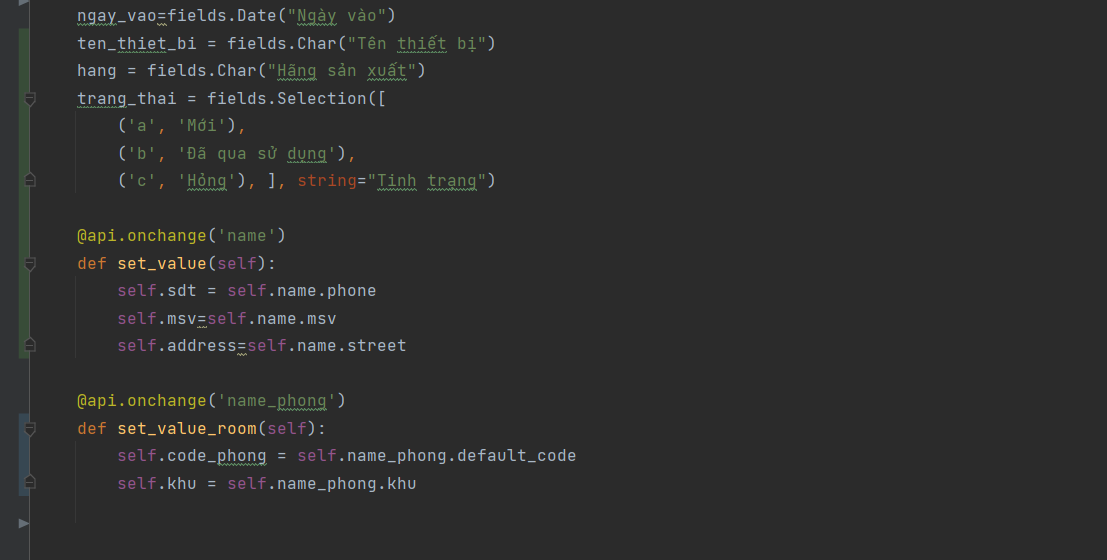 ngay_vao=fields.Date("Ngày vào")
ten_thiet_bi = fields.Char("Tên thiết bị")
hang = fields.Char("Hãng sản xuất")
trang_thai = fields.Selection([
('a', 'Mới'),
('b', 'Đã qua sử dụng'),
('c', 'Hỏng'), ], string="Tình trạng")
@api.onchange('name')
def set_value(self):
self.sdt = self.name.phone
self.msv=self.name.msv
self.address=self.name.street
@api.onchange('name_phong')
def set_value_room(self):
self.code_phong = self.name_phong.default_code
self.khu = self.name_phong.khu